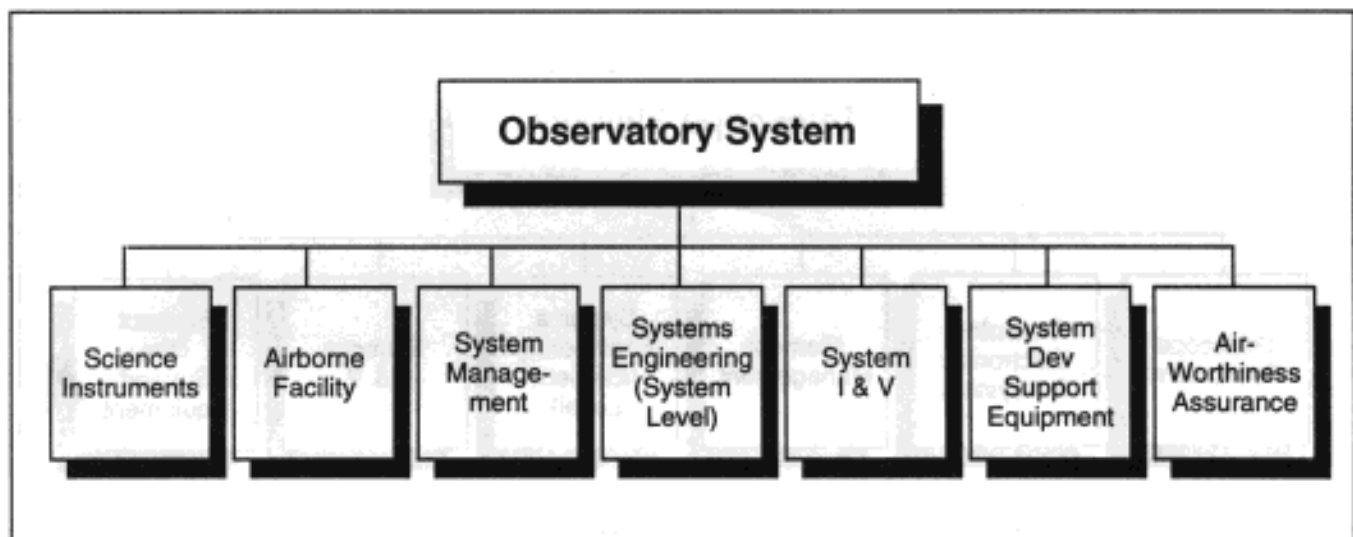 Observatory System
Science
Instruments
Airborne
Facility
System
Manage-
ment
Systems
Engineering
(System
Level)
System
I & V
System
Dev
Support
Equipment
Air-
Worthiness
Assurance